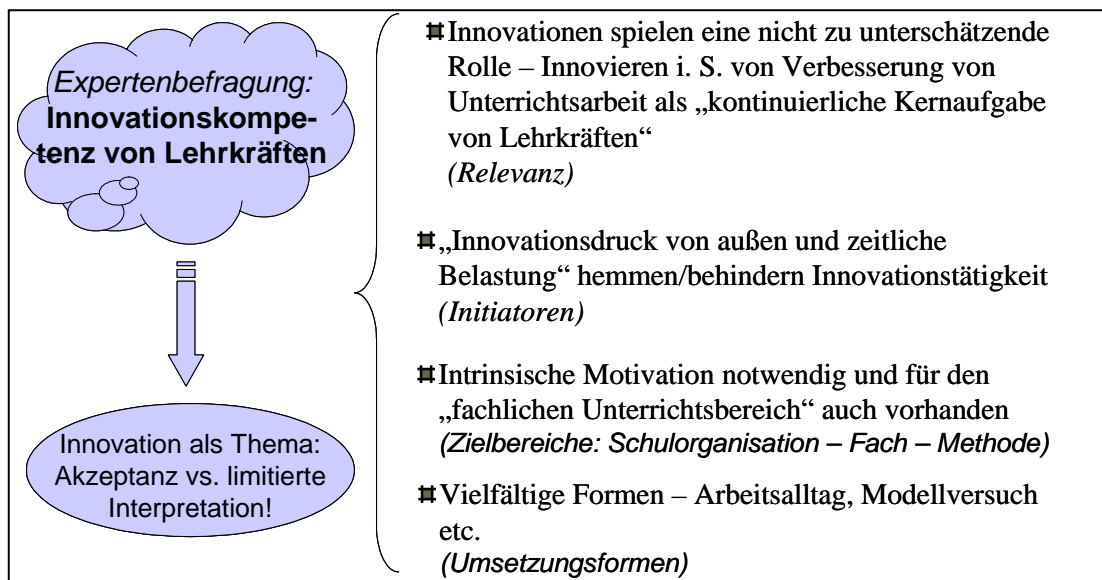 Expertenbefragung:
Innovationskompe-
tenz von Lehrkräften
Innovation als Thema:
Akzeptanz vs. limitierte
Interpretation!
Innovationen spielen eine nicht zu unterschätzende
Rolle – Innovieren i. S. von Verbesserung von
Unterrichtsarbeit als „kontinuierliche Kernaufgabe
von Lehrkräften“
(Relevanz)
„Innovationsdruck von außen und zeitliche
Belastung“ hemmen/behindern Innovationstätigkeit
(Initiatoren)
Intrinsische Motivation notwendig und für den
„fachlichen Unterrichtsbereich“ auch vorhanden
(Zielbereiche: Schulorganisation – Fach – Methode)
Vielfältige Formen – Arbeitsalltag, Modellversuch
etc.
(Umsetzungsformen)